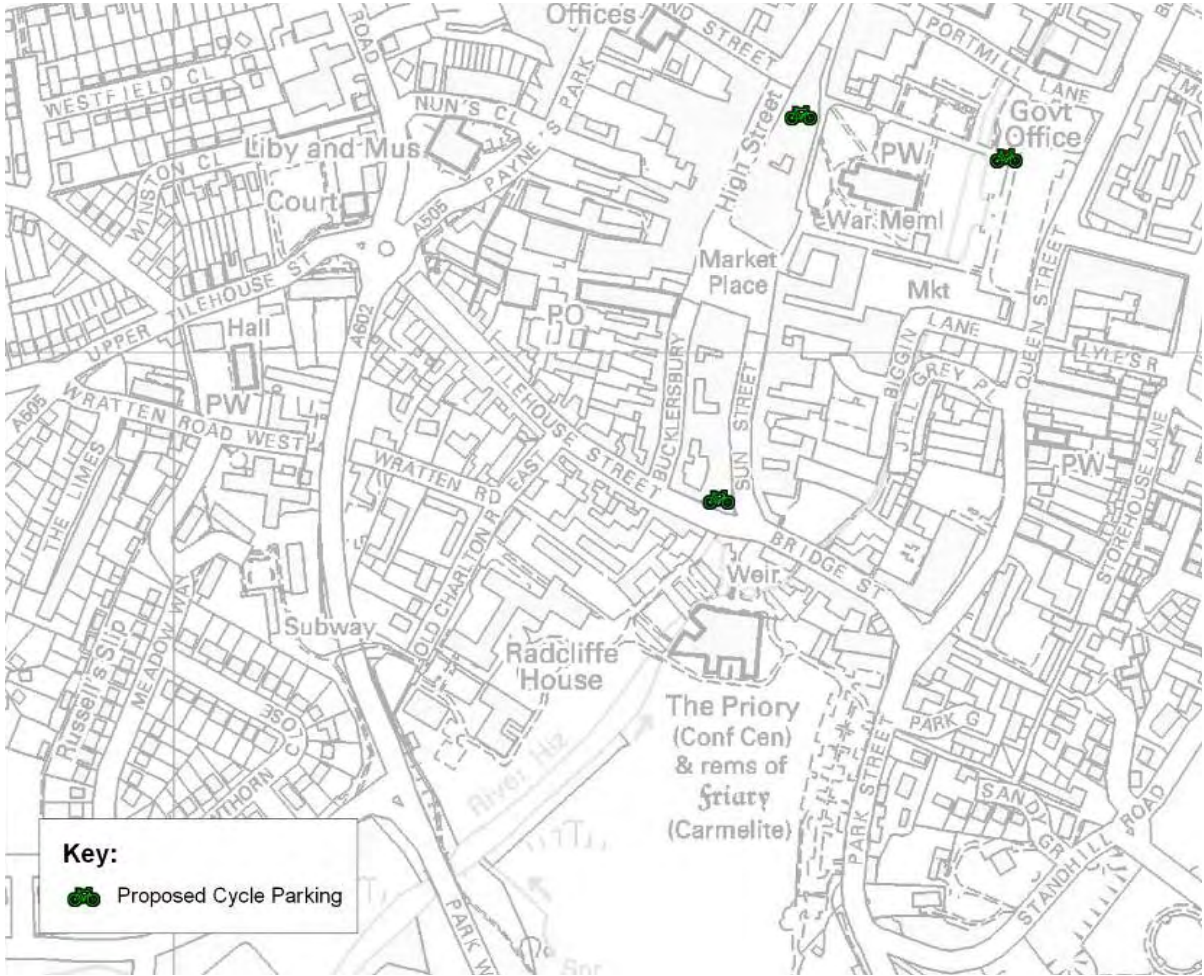 Offices
ROAD
WESTFIELD CL
NUN'S CL
PAYNE'S PARK
PORTMILL LANE
Govt
Office
High Street
Liby and Mus
WINSTON CL
Court
A505
PW
War Meml
Market
Place
Mkt
UPPER TILEHOUSE ST
Hall
A602
PO
BIGGIN LANE
QUEEN STREET
LYLE'S R
JILL GREY PL
A505
WRATTEN ROAD WEST
PW
TILEHOUSE STREET
BUCKLERSBURY
SUN STREET
THE LIMES
WRATTEN RD EAST
PW
STOREHOUSE LANE
OLD CHARLTON R
BRIDGE ST
Weir
MEADOW WAY
Russell's Slip
Subway
Radcliffe
House
The Priory
(Conf Cen)
& rems of
Friary
(Carmelite)
PARK STREET
PARK G
SANDY GR
STANDHILL ROAD
CLOSE
River Hiz
PARK W
Spr
Key:
Proposed Cycle Parking